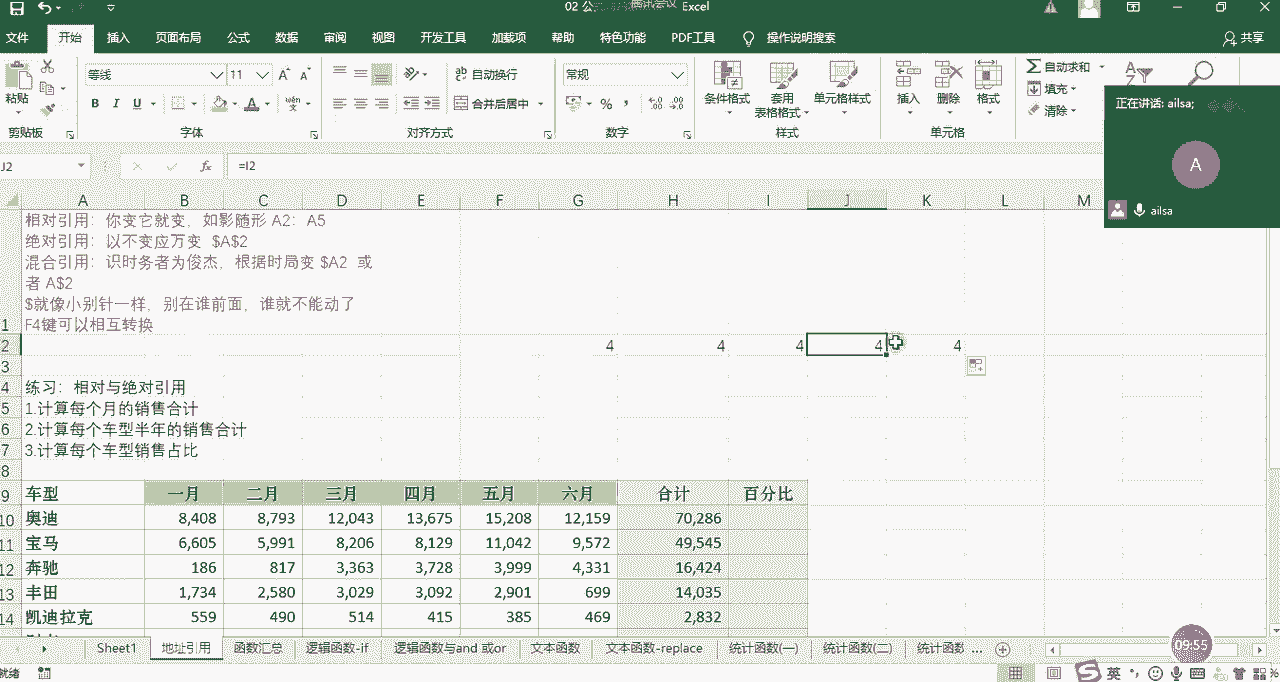 Excel
文件 开始 插入 页面布局 公式 数据 审阅 视图 开发工具 加载项 帮助 特色功能 PDF工具 操作说明搜索 共享
等线 11 自动换行 常规 自动求和
粘贴 B I U 合并后居中 % 条件格式 套用 单元格样式 插入 删除 格式 填充
表格格式 清除
剪贴板 字体 对齐方式 数字 样式 单元格
正在讲话: ailsa;
A
ailsa
J2 fx =I2
A B C D E F G H I J K L M
相对引用：你变它就变，如影随形 A2：A5
绝对引用：以不变应万变 $A$2
混合引用：识时务者为俊杰，根据时局变 $A2 或
者 A$2
$就像小别针一样，别在谁前面，谁就不能动了
1 F4键可以相互转换
2 4 4 4 4 4
3
4 练习：相对与绝对引用
5 1.计算每个月的销售合计
6 2.计算每个车型半年的销售合计
7 3.计算每个车型销售占比
8
9 车型 一月 二月 三月 四月 五月 六月 合计 百分比
10 奥迪 8,408 8,793 12,043 13,675 15,208 12,159 70,286
11 宝马 6,605 5,991 8,206 8,129 11,042 9,572 49,545
12 奔驰 186 817 3,363 3,728 3,999 4,331 16,424
13 丰田 1,734 2,580 3,029 3,092 2,901 699 14,035
14 凯迪拉克 559 490 514 415 385 469 2,832
Sheet1 地址引用 函数汇总 逻辑函数-if 逻辑函数与and 或or 文本函数 文本函数-replace 统计函数(一) 统计函数(二) 统计函数 ...
09:55
就绪 英